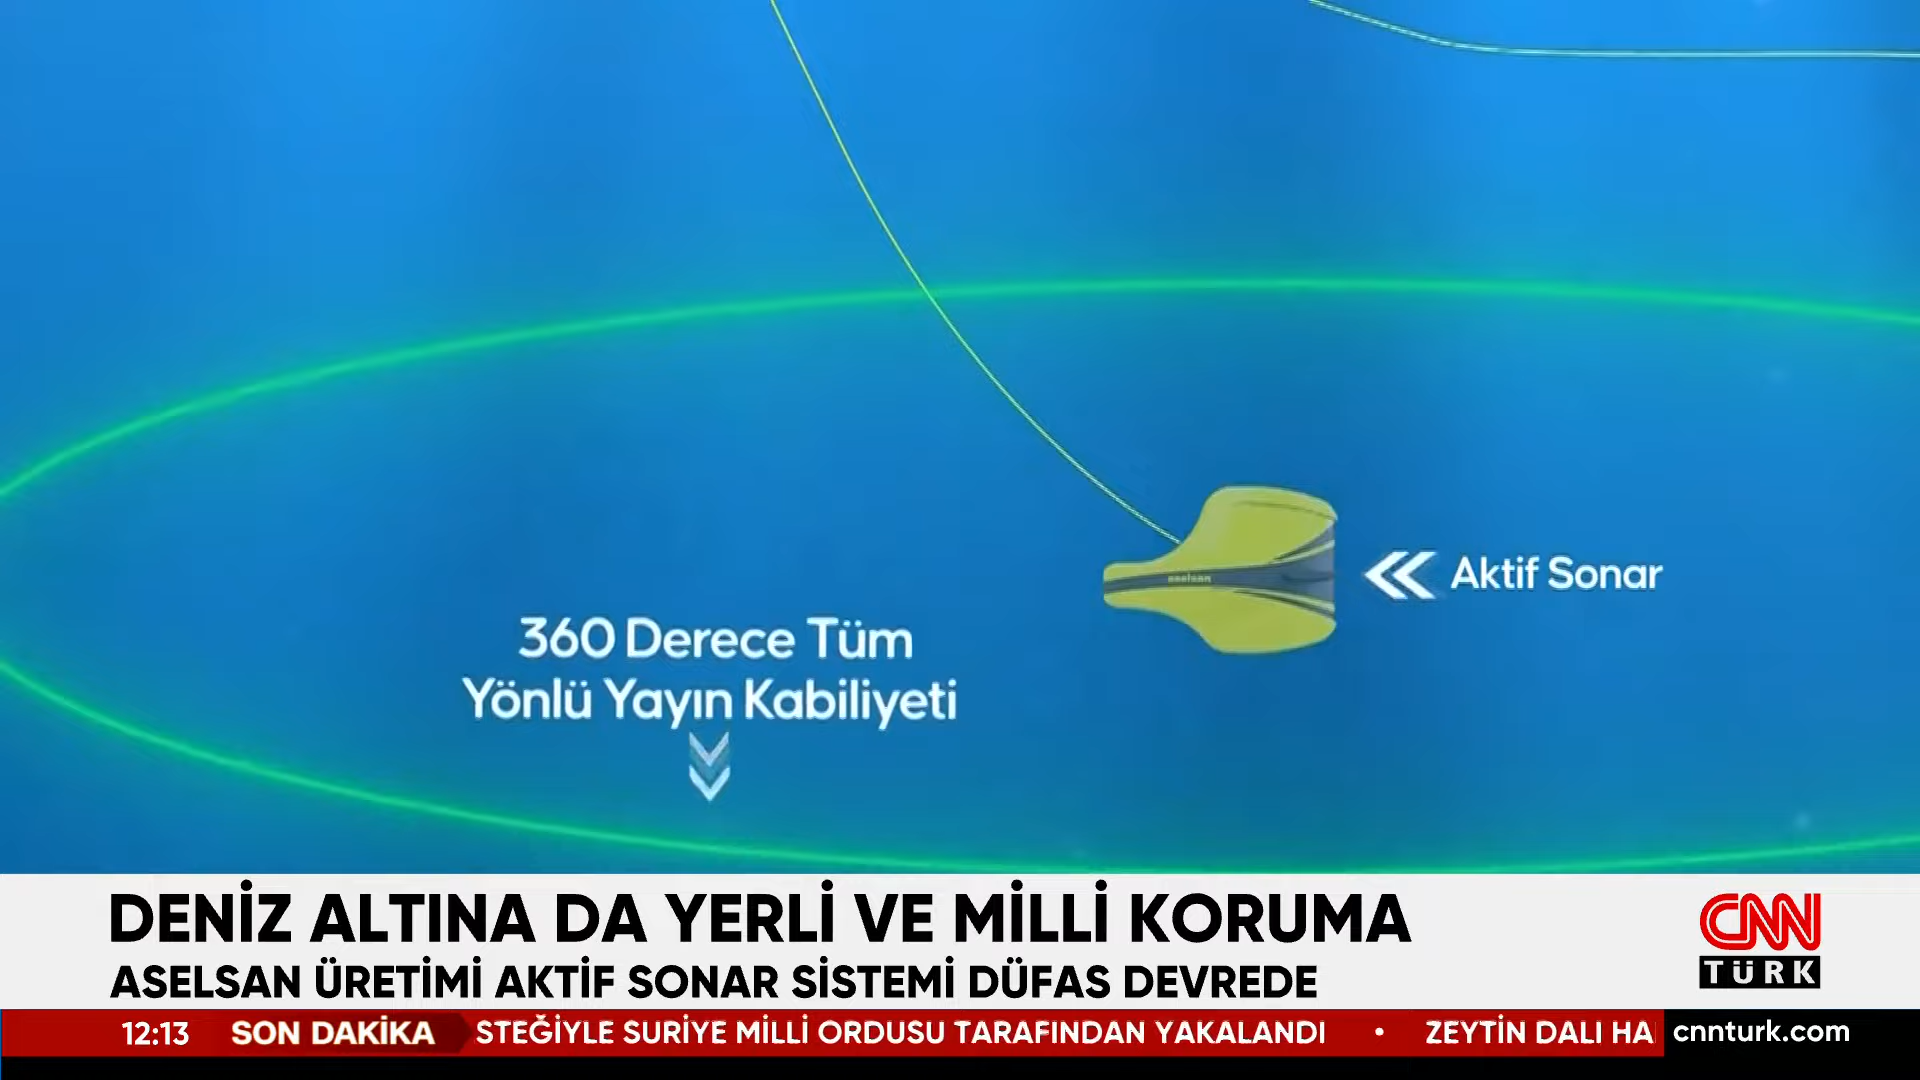 aselsan
Aktif Sonar
360 Derece Tüm
Yönlü Yayın Kabiliyeti
DENİZ ALTINA DA YERLİ VE MİLLİ KORUMA
ASELSAN ÜRETİMİ AKTİF SONAR SİSTEMİ DÜFAS DEVREDE
CNN
TÜRK
12:13 SON DAKİKA STEĞİYLE SURİYE MİLLİ ORDUSU TARAFINDAN YAKALANDI • ZEYTİN DALI HA cnnturk.com